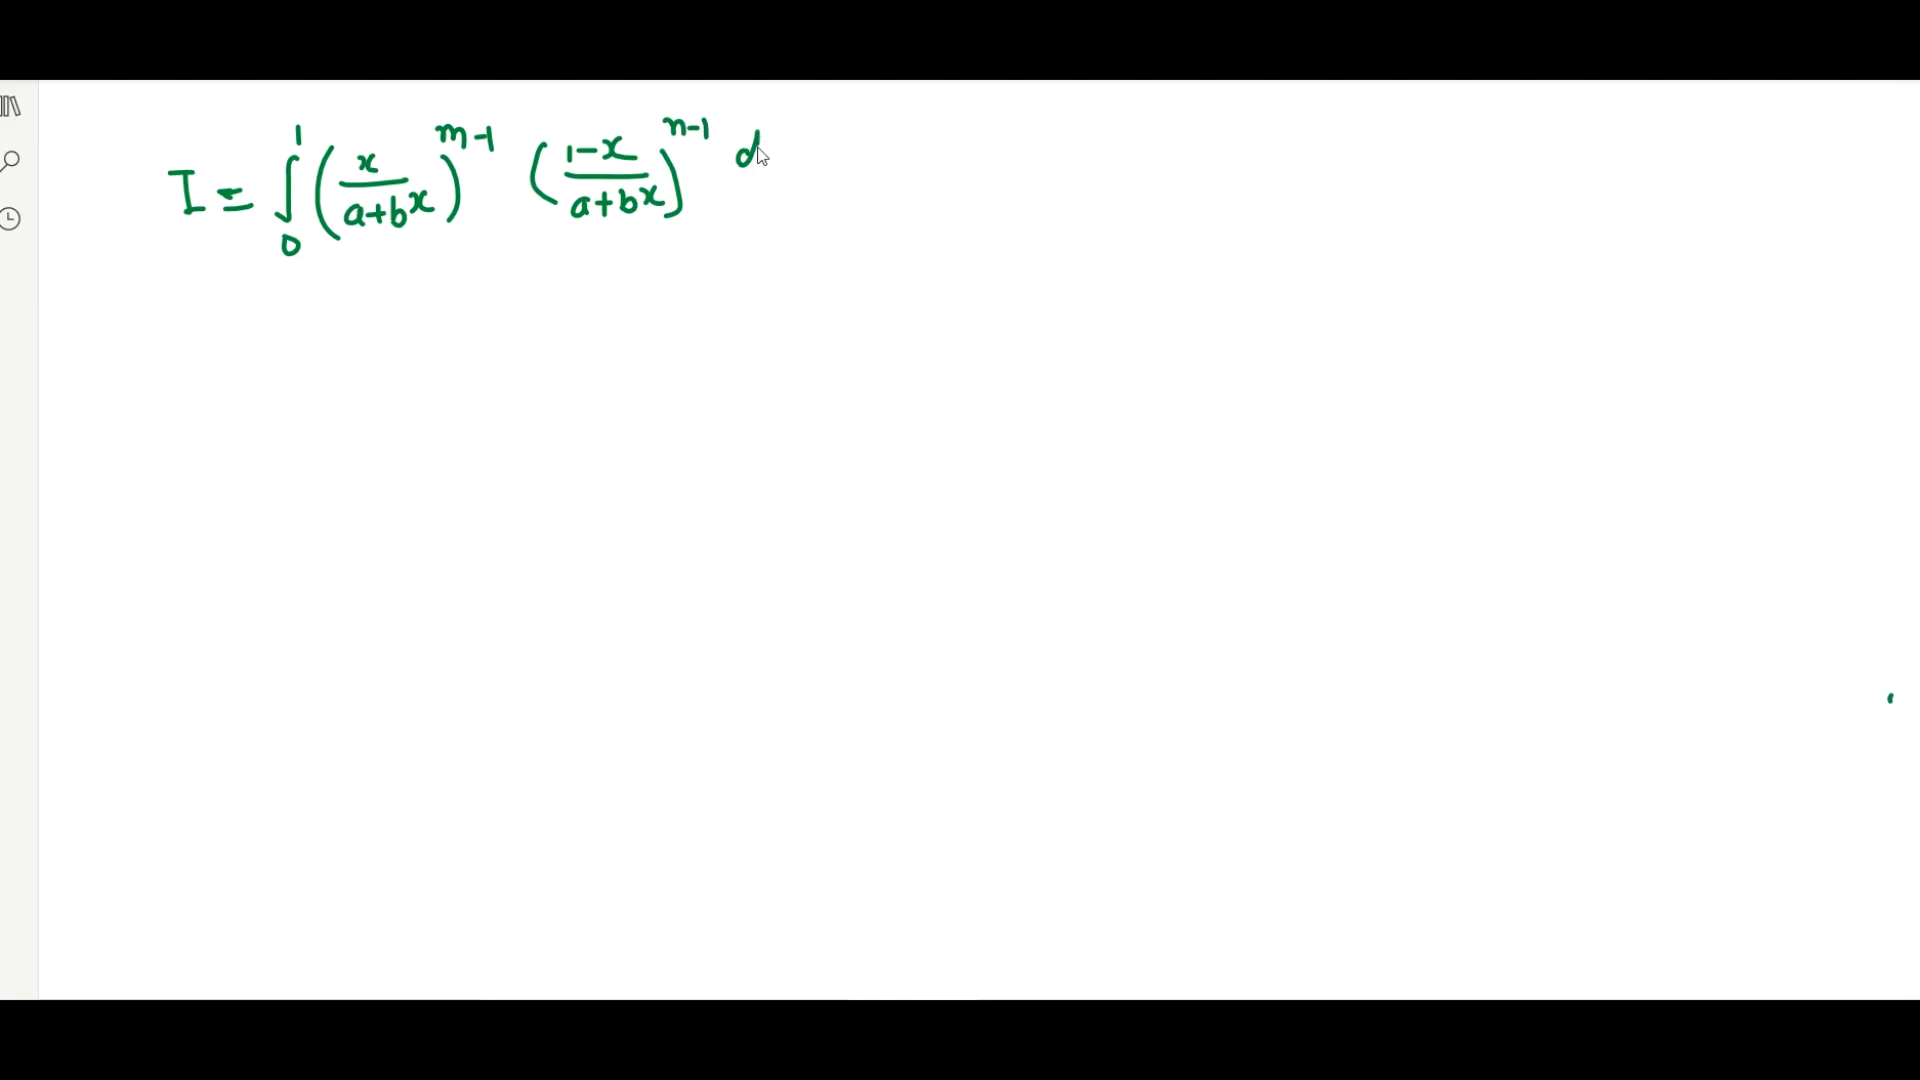 I = ∫₀¹ (x/(a+bx))^(m-1) ((1-x)/(a+bx))^(n-1) d